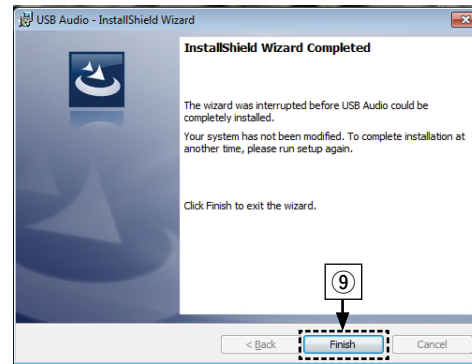 USB Audio - InstallShield Wizard
InstallShield Wizard Completed
The wizard was interrupted before USB Audio could be
completely installed.
Your system has not been modified. To complete installation at
another time, please run setup again.
Click Finish to exit the wizard.
⑨
< Back Finish Cancel